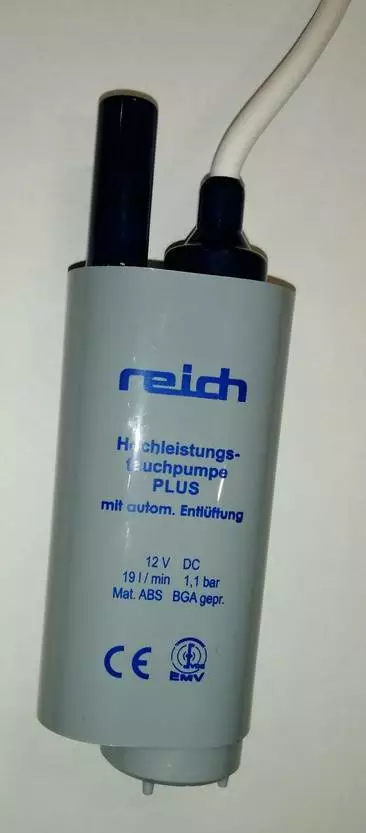 reich
Hochleistungs-
tauchpumpe
PLUS
mit autom. Entlüftung
12 V DC
19 l / min 1,1 bar
Mat. ABS BGA gepr.
CE
EMV